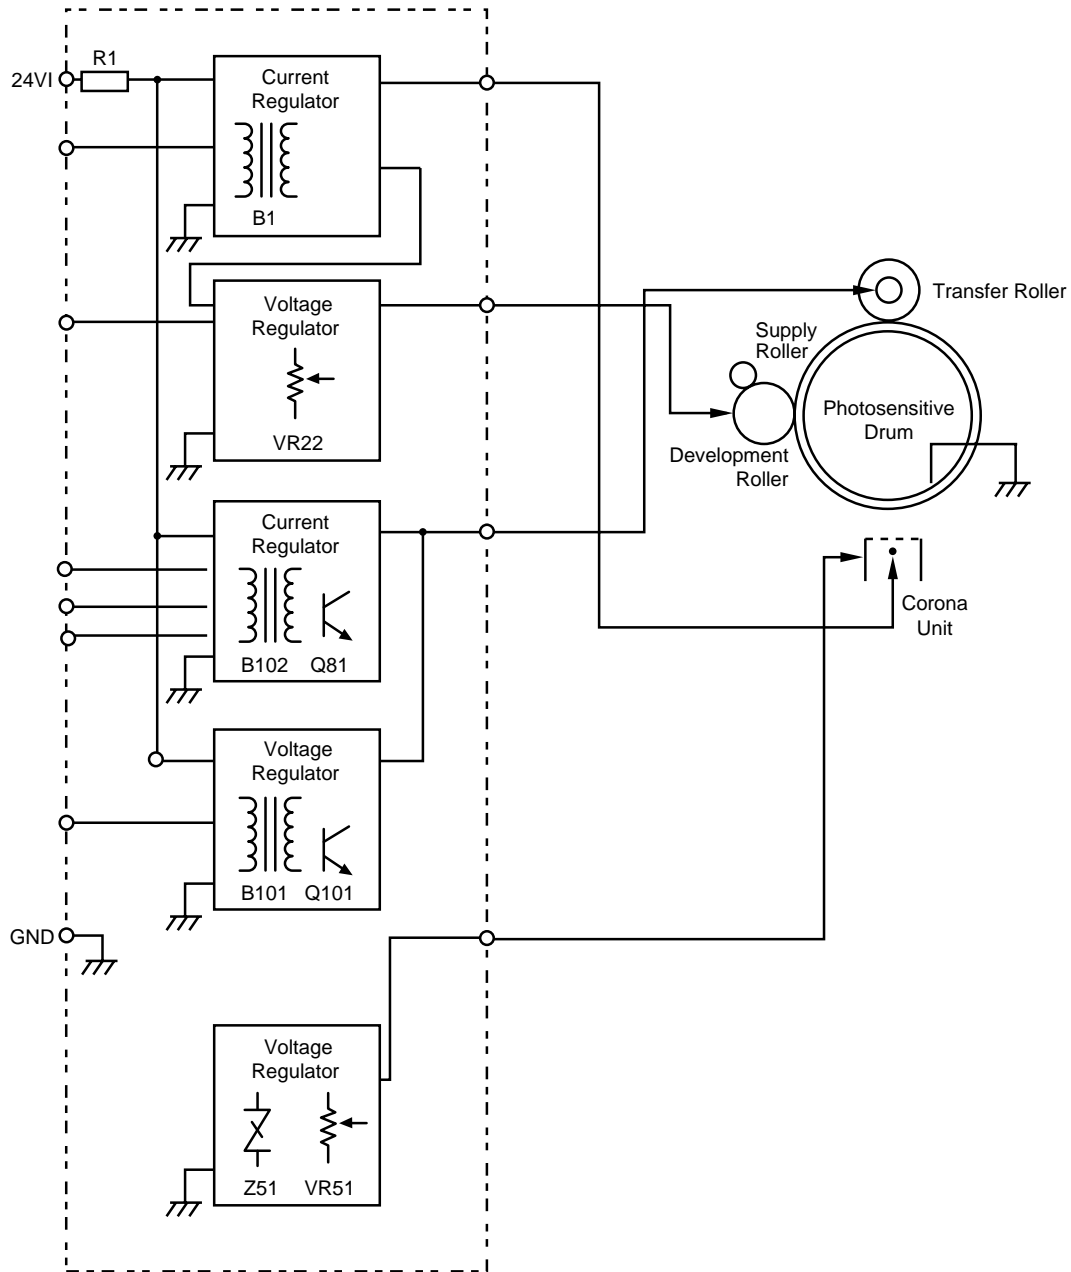 R1
24VI
Current
Regulator
B1
Voltage
Regulator
VR22
Current
Regulator
B102 Q81
Voltage
Regulator
B101 Q101
GND
Voltage
Regulator
Z51 VR51
Transfer Roller
Supply
Roller
Photosensitive
Drum
Development
Roller
Corona
Unit